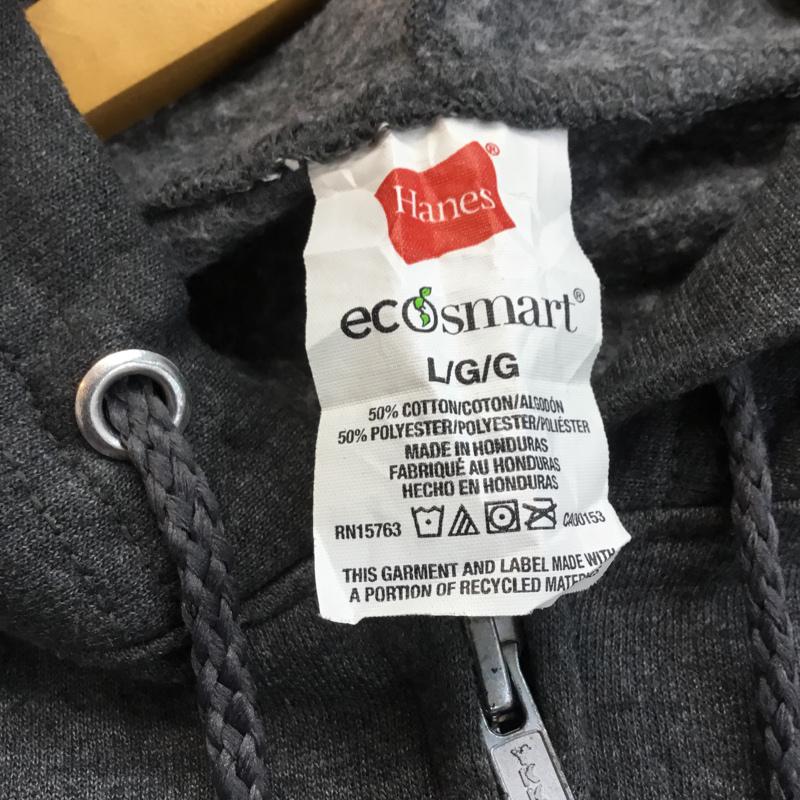 Hanes®
ecosmart®
L/G/G
50% COTTON/COTON/ALGODÓN
50% POLYESTER/POLYESTER/POLIÉSTER
MADE IN HONDURAS
FABRIQUÉ AU HONDURAS
HECHO EN HONDURAS
RN15763 CA00153
THIS GARMENT AND LABEL MADE WITH
A PORTION OF RECYCLED